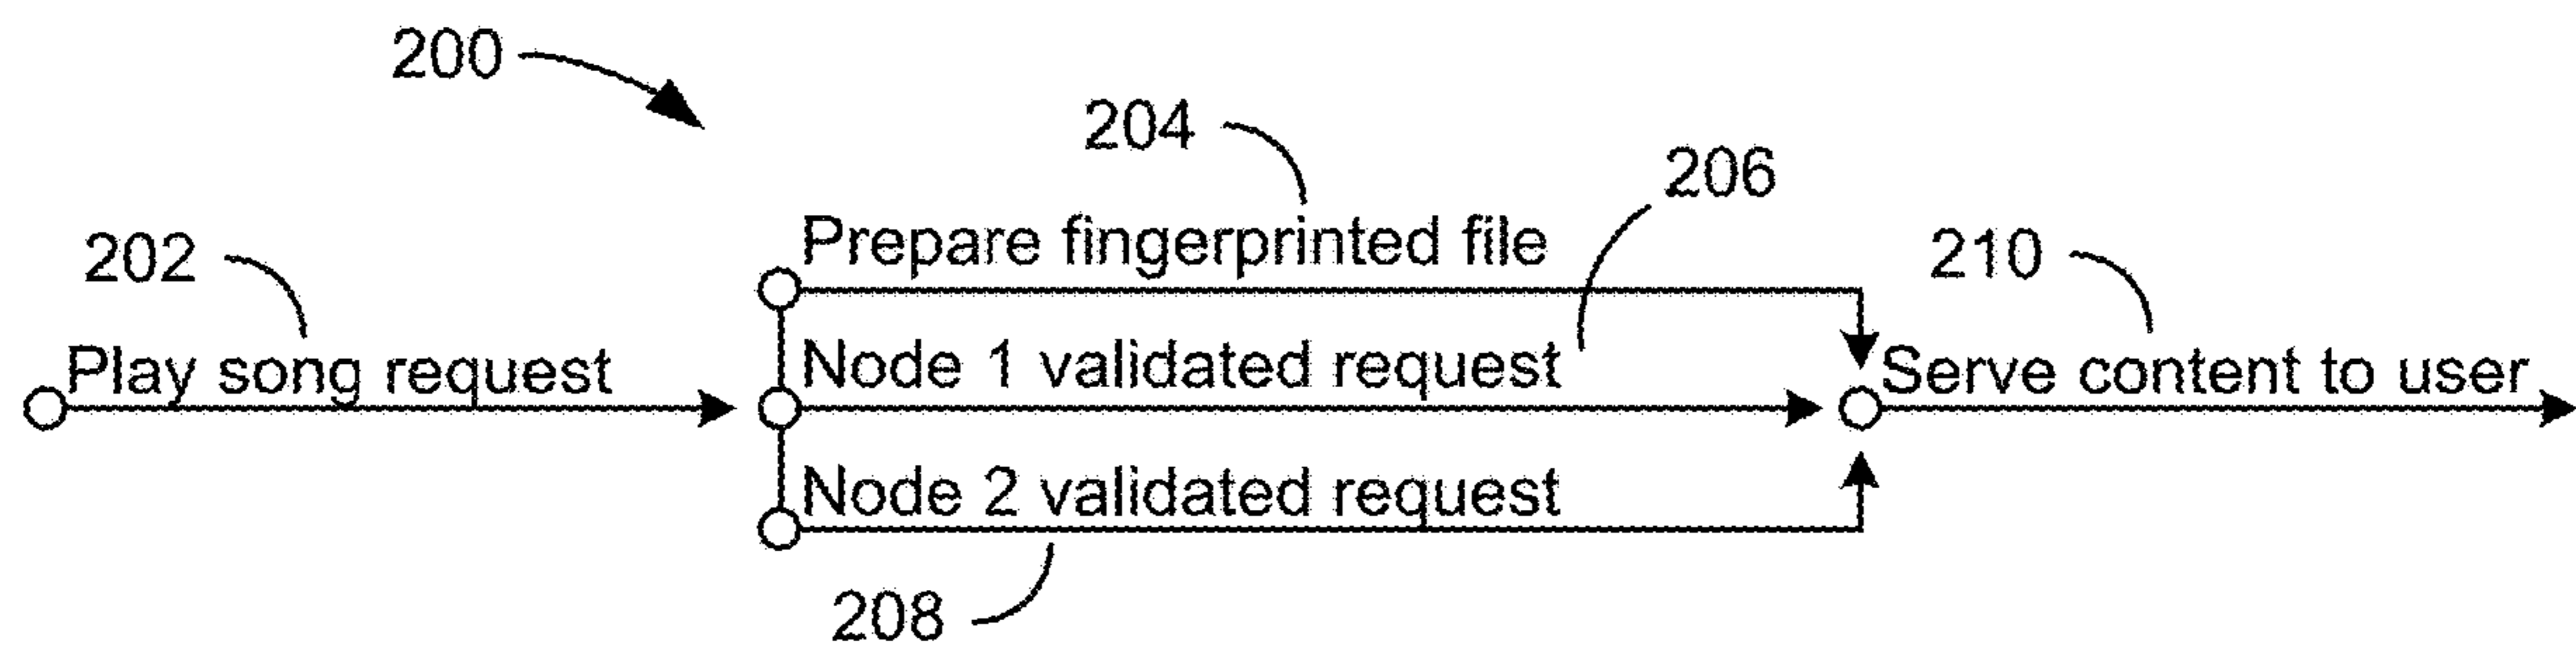 200
204
206
202
Prepare fingerprinted file
210
Play song request
Node 1 validated request
Serve content to user
Node 2 validated request
208